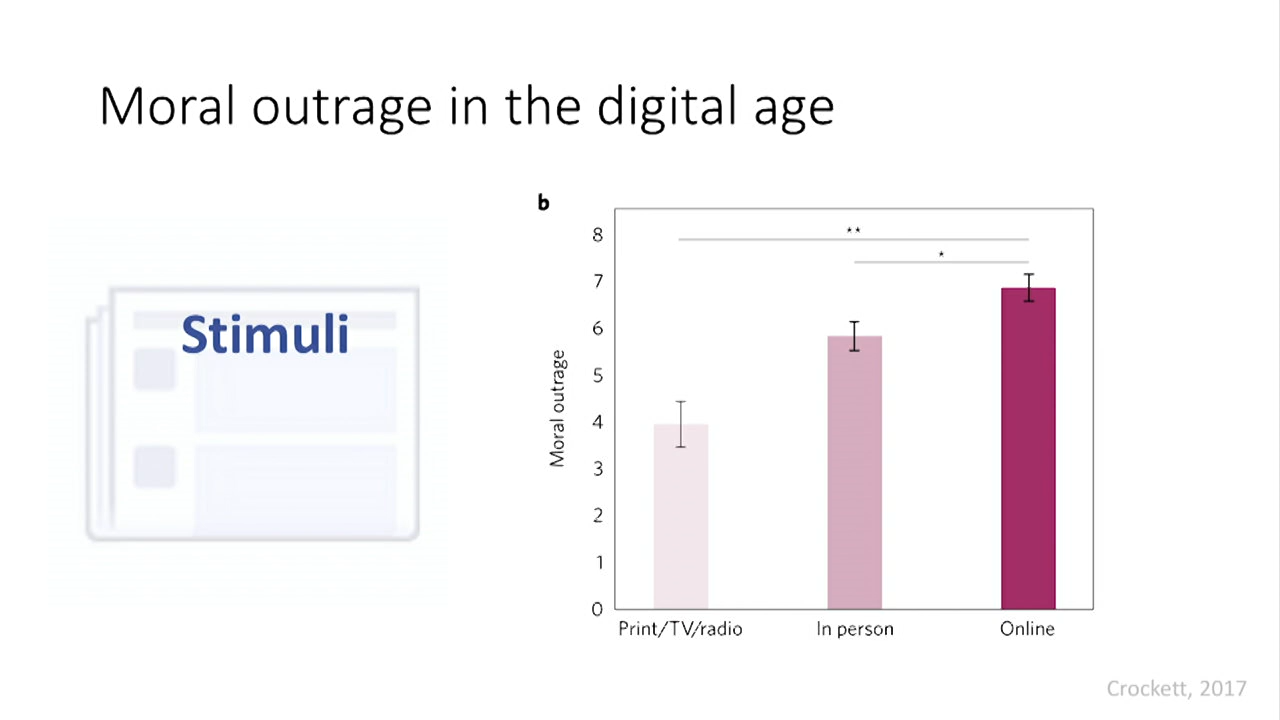 Moral outrage in the digital age
Stimuli
b
8
7
6
5
4
3
2
1
0
Moral outrage
**
*
Print/TV/radio
In person
Online
Crockett, 2017